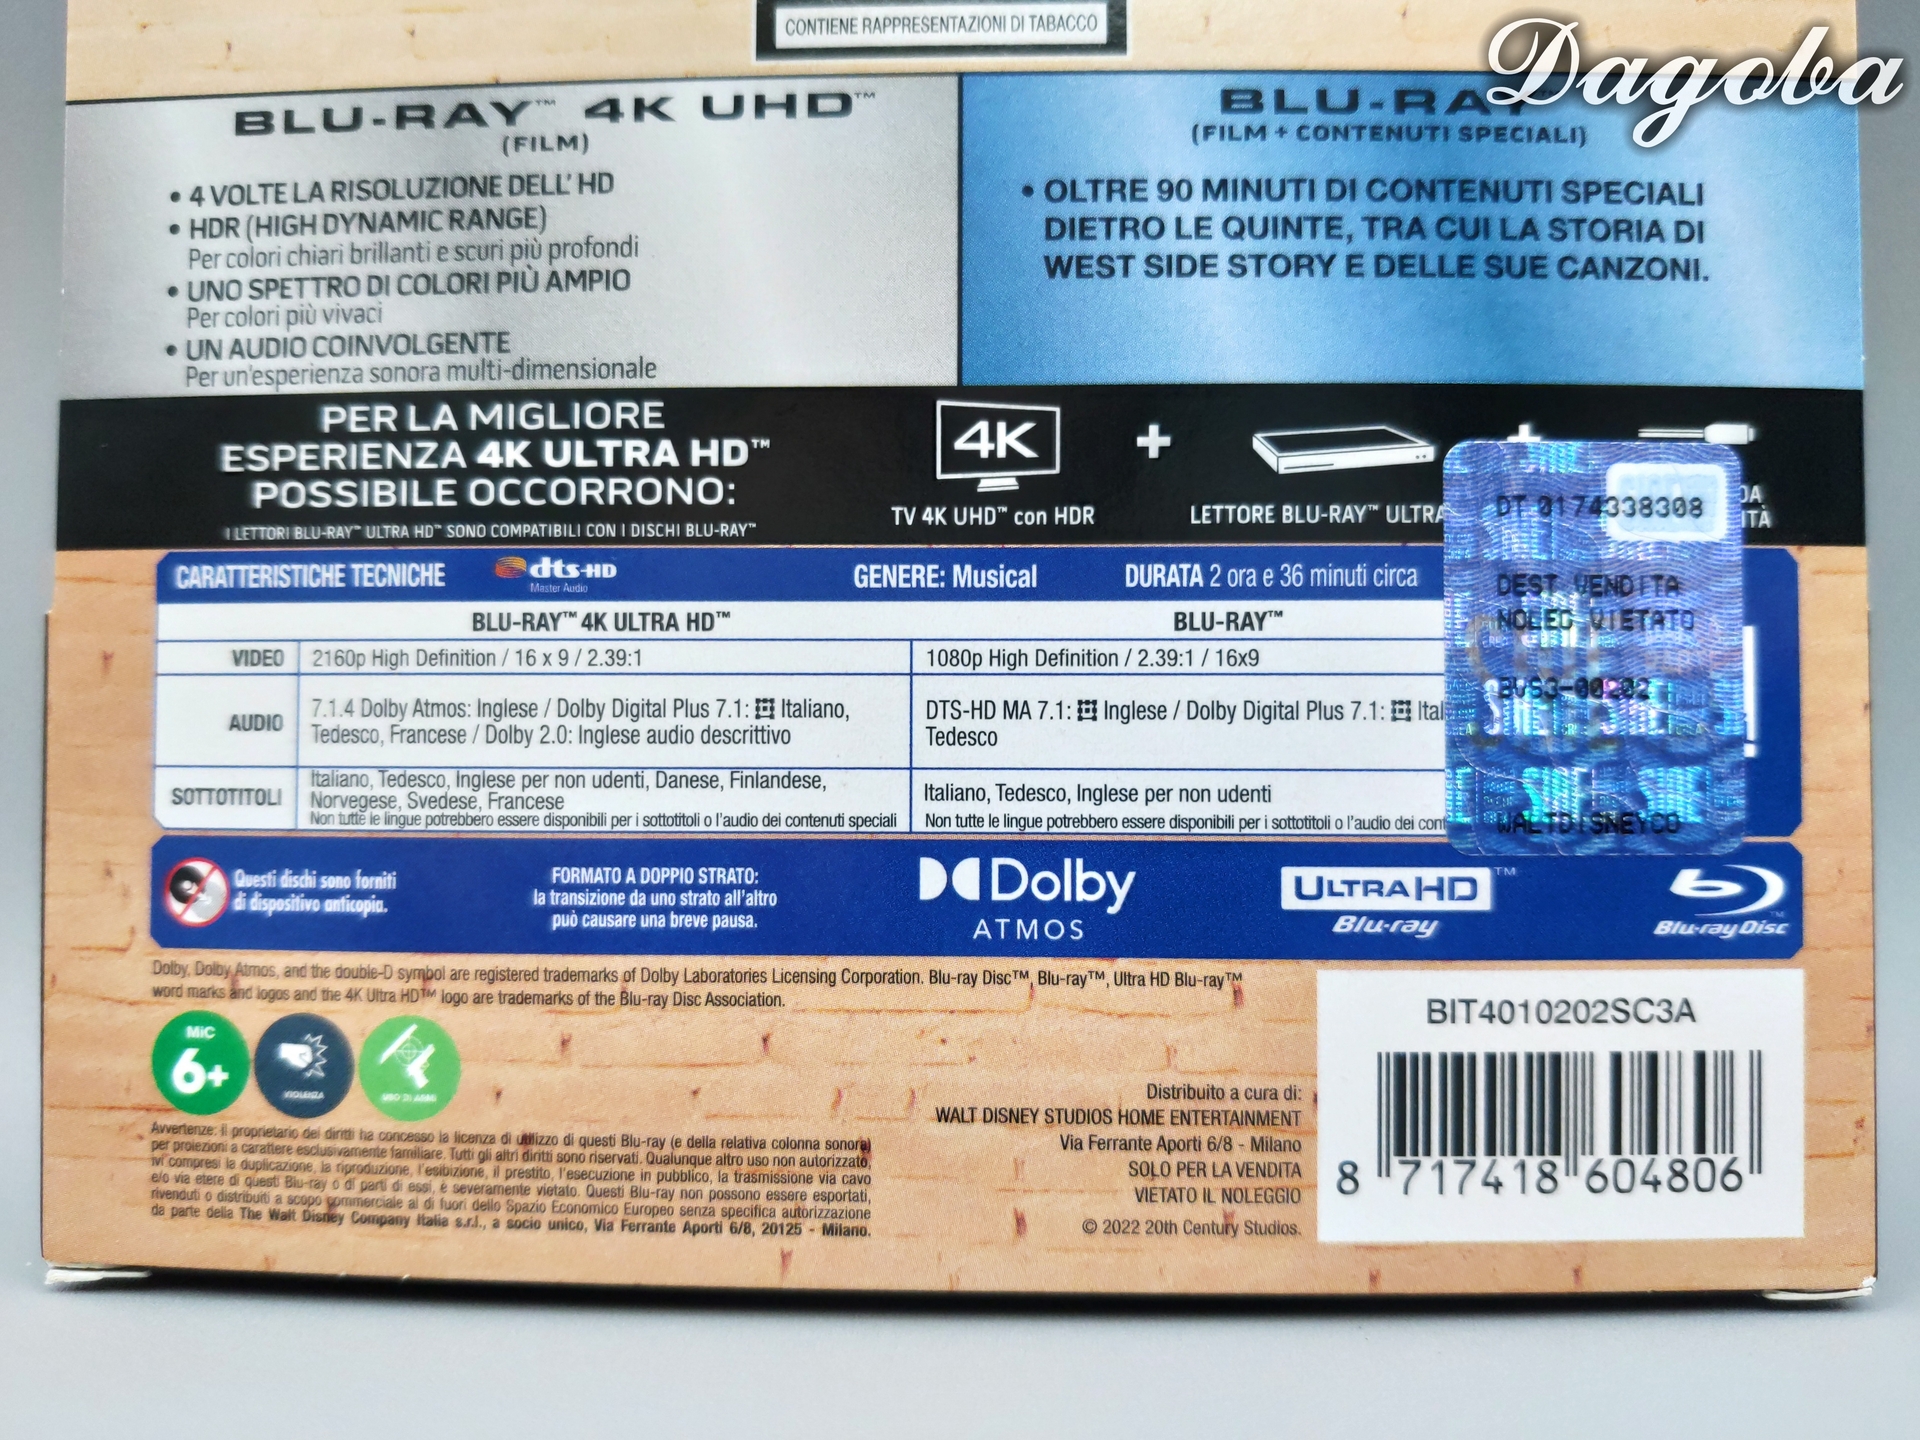 CONTIENE RAPPRESENTAZIONI DI TABACCO
Dagoba
BLU-RAY™ 4K UHD™
(FILM)
• 4 VOLTE LA RISOLUZIONE DELL' HD
• HDR (HIGH DYNAMIC RANGE)
Per colori chiari brillanti e scuri più profondi
• UNO SPETTRO DI COLORI PIÙ AMPIO
Per colori più vivaci
• UN AUDIO COINVOLGENTE
Per un'esperienza sonora multi-dimensionale
BLU-RAY
(FILM + CONTENUTI SPECIALI)
• OLTRE 90 MINUTI DI CONTENUTI SPECIALI
DIETRO LE QUINTE, TRA CUI LA STORIA DI
WEST SIDE STORY E DELLE SUE CANZONI.
PER LA MIGLIORE
ESPERIENZA 4K ULTRA HD™
POSSIBILE OCCORRONO:
I LETTORI BLU-RAY™ ULTRA HD™ SONO COMPATIBILI CON I DISCHI BLU-RAY™
4K
TV 4K UHD™ con HDR
+
LETTORE BLU-RAY™ ULTRA
DT 0174338308
DEST VENDITA
NOLEG VIETATO
BVS3-00202
WALTDISNEYCO
CARATTERISTICHE TECNICHE
dts-HD
Master Audio
GENERE: Musical
DURATA 2 ora e 36 minuti circa
BLU-RAY™ 4K ULTRA HD™
BLU-RAY™
VIDEO
2160p High Definition / 16 x 9 / 2.39:1
1080p High Definition / 2.39:1 / 16x9
AUDIO
7.1.4 Dolby Atmos: Inglese / Dolby Digital Plus 7.1: Italiano,
Tedesco, Francese / Dolby 2.0: Inglese audio descrittivo
DTS-HD MA 7.1: Inglese / Dolby Digital Plus 7.1: Ital
Tedesco
SOTTOTITOLI
Italiano, Tedesco, Inglese per non udenti, Danese, Finlandese,
Norvegese, Svedese, Francese
Non tutte le lingue potrebbero essere disponibili per i sottotitoli o l'audio dei contenuti speciali
Italiano, Tedesco, Inglese per non udenti
Non tutte le lingue potrebbero essere disponibili per i sottotitoli o l'audio dei cont
Questi dischi sono forniti
di dispositivo anticopia.
FORMATO A DOPPIO STRATO:
la transizione da uno strato all'altro
può causare una breve pausa.
Dolby
ATMOS
ULTRA HD™
Blu-ray
Blu-ray Disc
Dolby, Dolby Atmos, and the double-D symbol are registered trademarks of Dolby Laboratories Licensing Corporation. Blu-ray Disc™, Blu-ray™, Ultra HD Blu-ray™
word marks and logos and the 4K Ultra HD™ logo are trademarks of the Blu-ray Disc Association.
MiC
6+
VIOLENZA
USO DI ARMI
Avvertenze: il proprietario dei diritti ha concesso la licenza di utilizzo di questi Blu-ray (e della relativa colonna sonora)
per proiezioni a carattere esclusivamente familiare. Tutti gli altri diritti sono riservati. Qualunque altro uso non autorizzato,
ivi compresi la duplicazione, la riproduzione, l'esibizione, il prestito, l'esecuzione in pubblico, la trasmissione via cavo
e/o via etere di questi Blu-ray o di parti di essi, è severamente vietato. Questi Blu-ray non possono essere esportati,
rivenduti o distribuiti a scopo commerciale al di fuori dello Spazio Economico Europeo senza specifica autorizzazione
da parte della The Walt Disney Company Italia s.r.l., a socio unico, Via Ferrante Aporti 6/8, 20125 - Milano.
Distribuito a cura di:
WALT DISNEY STUDIOS HOME ENTERTAINMENT
Via Ferrante Aporti 6/8 - Milano
SOLO PER LA VENDITA
VIETATO IL NOLEGGIO
© 2022 20th Century Studios.
BIT4010202SC3A
8 717418 604806